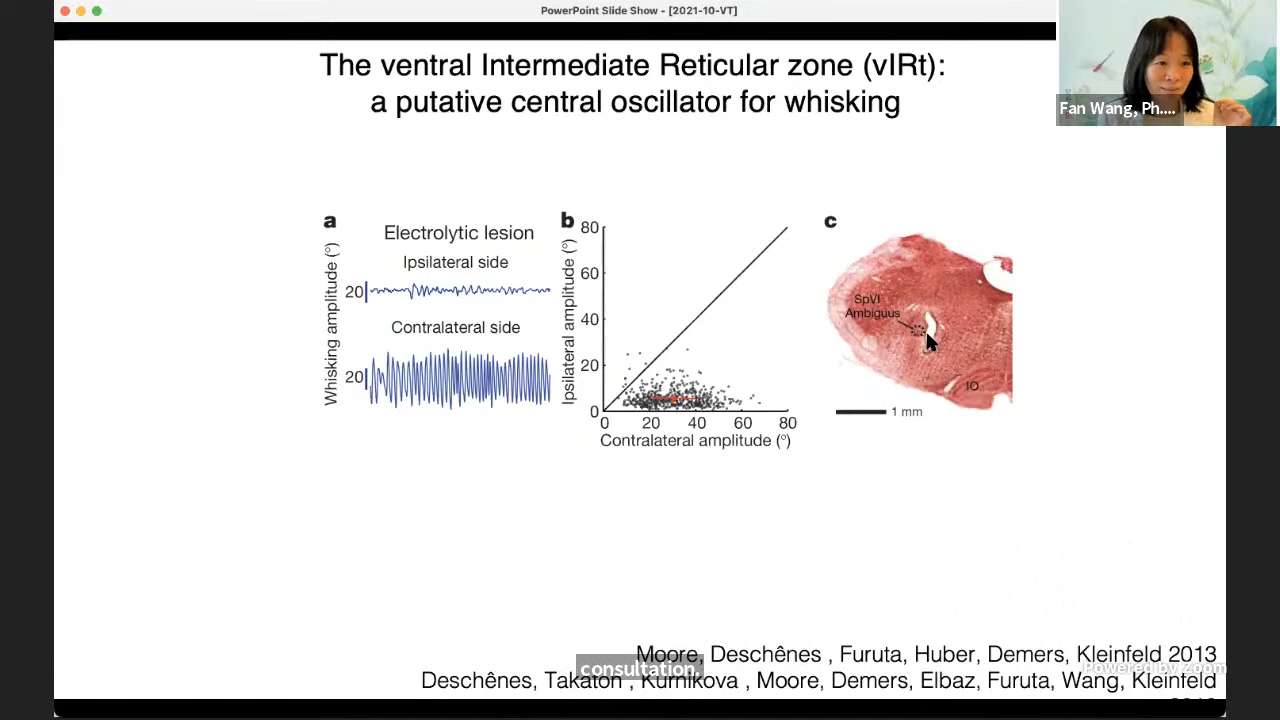 PowerPoint Slide Show - [2021-10-VT]
Fan Wang, Ph....
The ventral Intermediate Reticular zone (vIRt):
a putative central oscillator for whisking
a
Electrolytic lesion
Ipsilateral side
20
Contralateral side
20
Whisking amplitude (°)
b
80
60
40
20
0
0 20 40 60 80
Ipsilateral amplitude (°)
Contralateral amplitude (°)
c
SpVI
Ambiguus
IO
1 mm
Moore, Deschênes , Furuta, Huber, Demers, Kleinfeld 2013
consultation,
Powered by Zoom
Deschênes, Takatoh , Kurnikova , Moore, Demers, Elbaz, Furuta, Wang, Kleinfeld